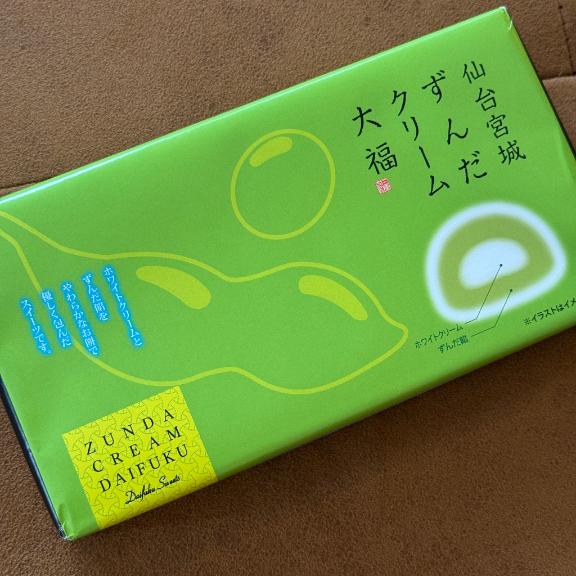 仙台宮城
ずんだ
クリーム
大福
ホワイトクリーム
ずんだ餡
※イラストはイメ
ホワイトクリームと
ずんだ餡を
やわらかなお餅で
優しく包んだ
スイーツです。
ZUNDA
CREAM
DAIFUKU
Daifuku Sweets